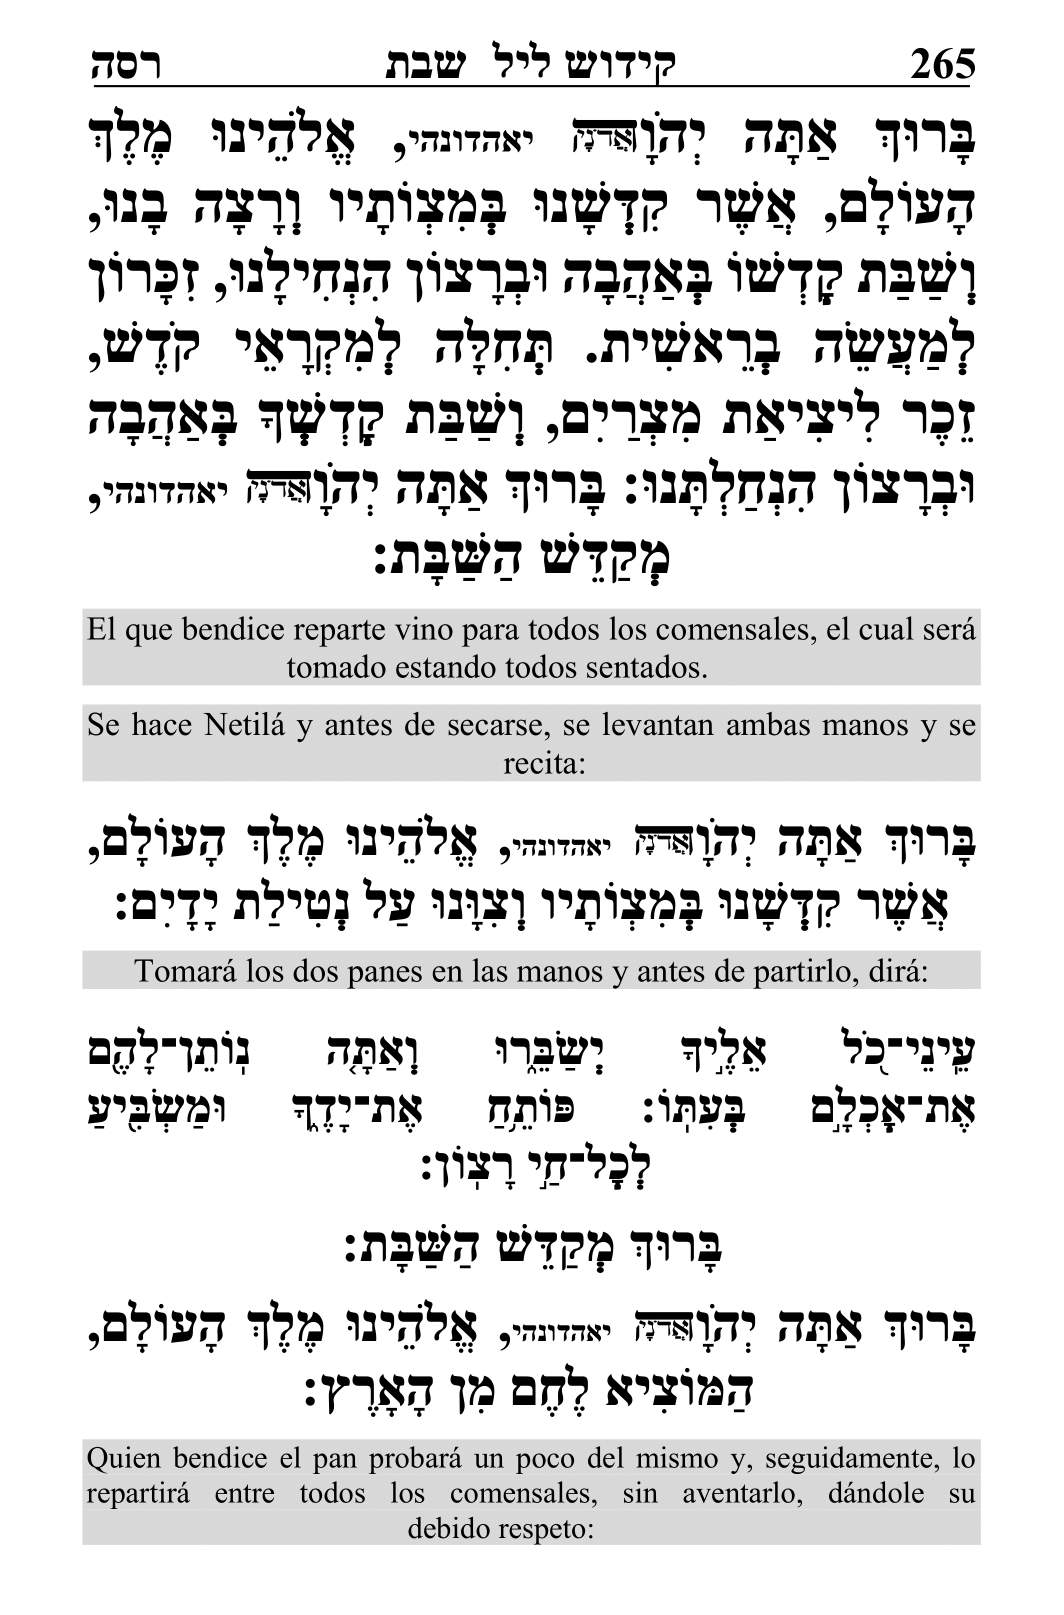 265 קידוש ליל שבת רסה
בָּרוּךְ אַתָּה יְהֹוָהאֲדֹנָי יאהדונהי, אֱלֹהֵינוּ מֶלֶךְ
הָעוֹלָם, אֲשֶׁר קִדְּשָׁנוּ בְּמִצְוֹתָיו וְרָצָה בָנוּ,
וְשַׁבַּת קָדְשׁוֹ בְּאַהֲבָה וּבְרָצוֹן הִנְחִילָנוּ, זִכָּרוֹן
לְמַעֲשֵׂה בְרֵאשִׁית. תְּחִלָּה לְמִקְרָאֵי קֹדֶשׁ,
זֵכֶר לִיצִיאַת מִצְרַיִם, וְשַׁבַּת קָדְשְׁךָ בְּאַהֲבָה
וּבְרָצוֹן הִנְחַלְתָּנוּ: בָּרוּךְ אַתָּה יְהֹוָהאֲדֹנָי יאהדונהי,
מְקַדֵּשׁ הַשַּׁבָּת:
El que bendice reparte vino para todos los comensales, el cual será
tomado estando todos sentados.
Se hace Netilá y antes de secarse, se levantan ambas manos y se
recita:
בָּרוּךְ אַתָּה יְהֹוָהאֲדֹנָי יאהדונהי, אֱלֹהֵינוּ מֶלֶךְ הָעוֹלָם,
אֲשֶׁר קִדְּשָׁנוּ בְּמִצְוֹתָיו וְצִוָּנוּ עַל נְטִילַת יָדָיִם:
Tomará los dos panes en las manos y antes de partirlo, dirá:
עֵֽינֵי־כֹ֭ל אֵלֶ֣יךָ יְשַׂבֵּ֑רוּ וְאַתָּ֤ה נֽוֹתֵן־לָהֶ֖ם
אֶת־אׇכְלָ֣ם בְּעִתּֽוֹ: פּוֹתֵ֥חַ אֶת־יָדֶ֑ךָ וּמַשְׂבִּ֖יעַ
לְכׇל־חַ֣י רָצֽוֹן:
בָּרוּךְ מְקַדֵּשׁ הַשַּׁבָּת:
בָּרוּךְ אַתָּה יְהֹוָהאֲדֹנָי יאהדונהי, אֱלֹהֵינוּ מֶלֶךְ הָעוֹלָם,
הַמּוֹצִיא לֶחֶם מִן הָאָרֶץ:
Quien bendice el pan probará un poco del mismo y, seguidamente, lo
repartirá entre todos los comensales, sin aventarlo, dándole su
debido respeto: